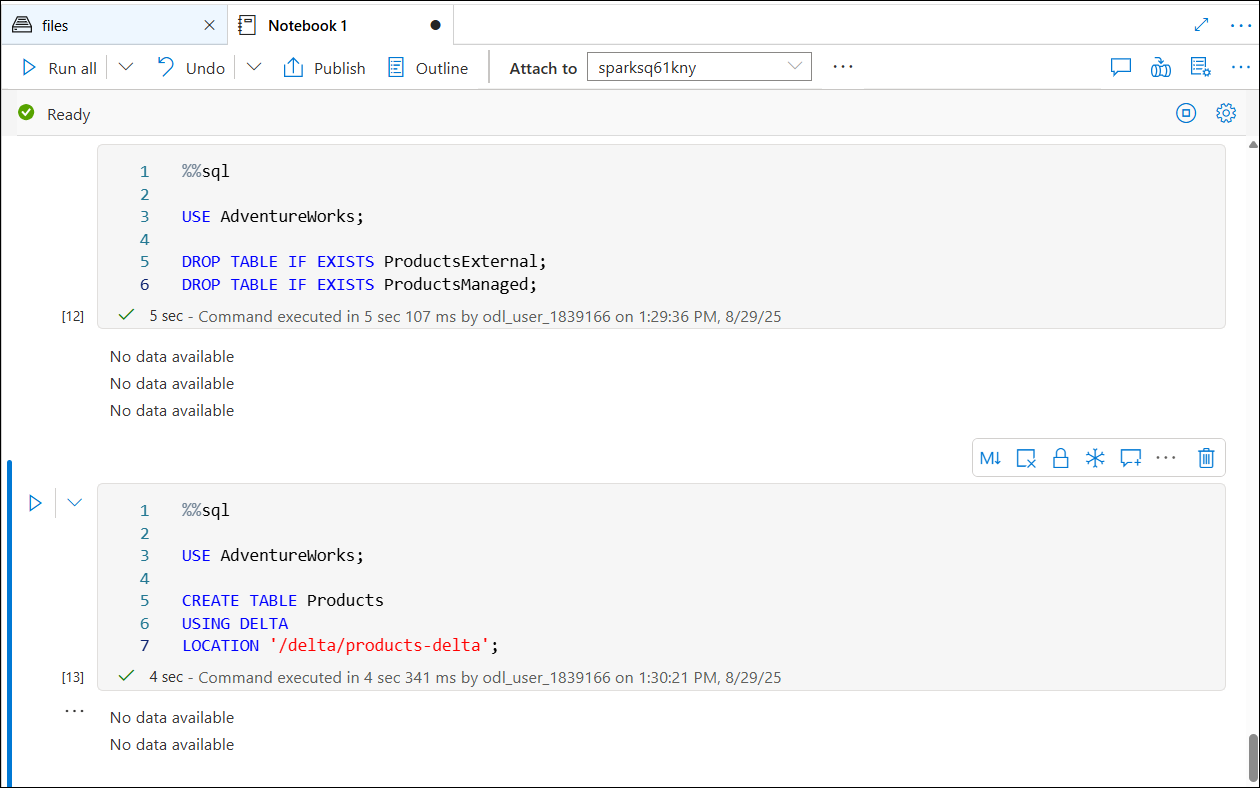 files
Notebook 1
Run all
Undo
Publish
Outline
Attach to
sparksq61kny
Ready
1 %%sql
2
3 USE AdventureWorks;
4
5 DROP TABLE IF EXISTS ProductsExternal;
6 DROP TABLE IF EXISTS ProductsManaged;
[12] 5 sec - Command executed in 5 sec 107 ms by odl_user_1839166 on 1:29:36 PM, 8/29/25
No data available
No data available
No data available
M↓
1 %%sql
2
3 USE AdventureWorks;
4
5 CREATE TABLE Products
6 USING DELTA
7 LOCATION '/delta/products-delta';
[13] 4 sec - Command executed in 4 sec 341 ms by odl_user_1839166 on 1:30:21 PM, 8/29/25
No data available
No data available